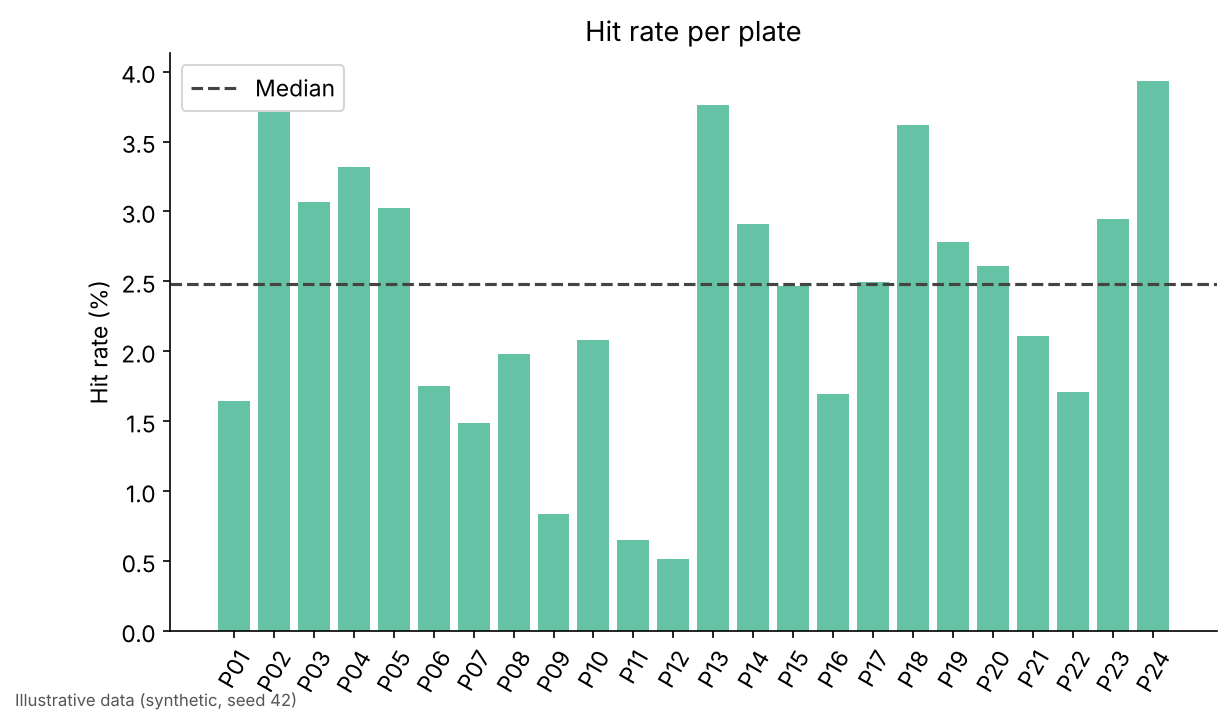 Hit rate per plate
Median
Hit rate (%)
4.0
3.5
3.0
2.5
2.0
1.5
1.0
0.5
0.0
P01 P02 P03 P04 P05 P06 P07 P08 P09 P10 P11 P12 P13 P14 P15 P16 P17 P18 P19 P20 P21 P22 P23 P24
Illustrative data (synthetic, seed 42)